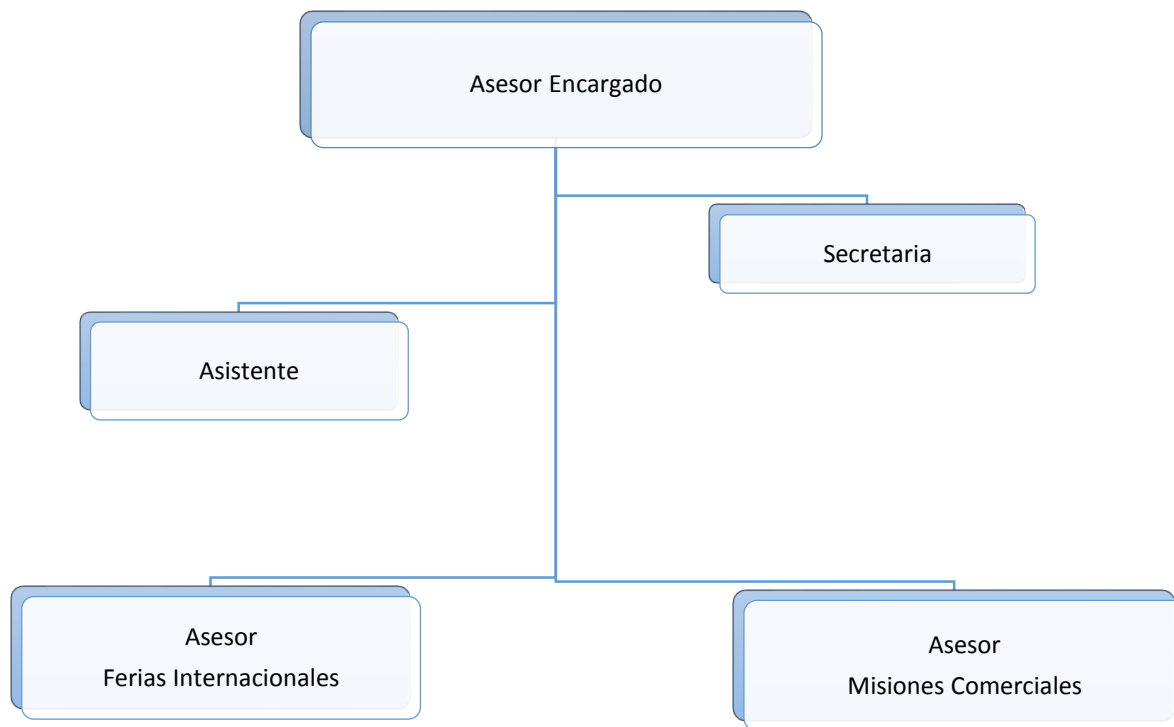 Asesor Encargado
Secretaria
Asistente
Asesor
Ferias Internacionales
Asesor
Misiones Comerciales